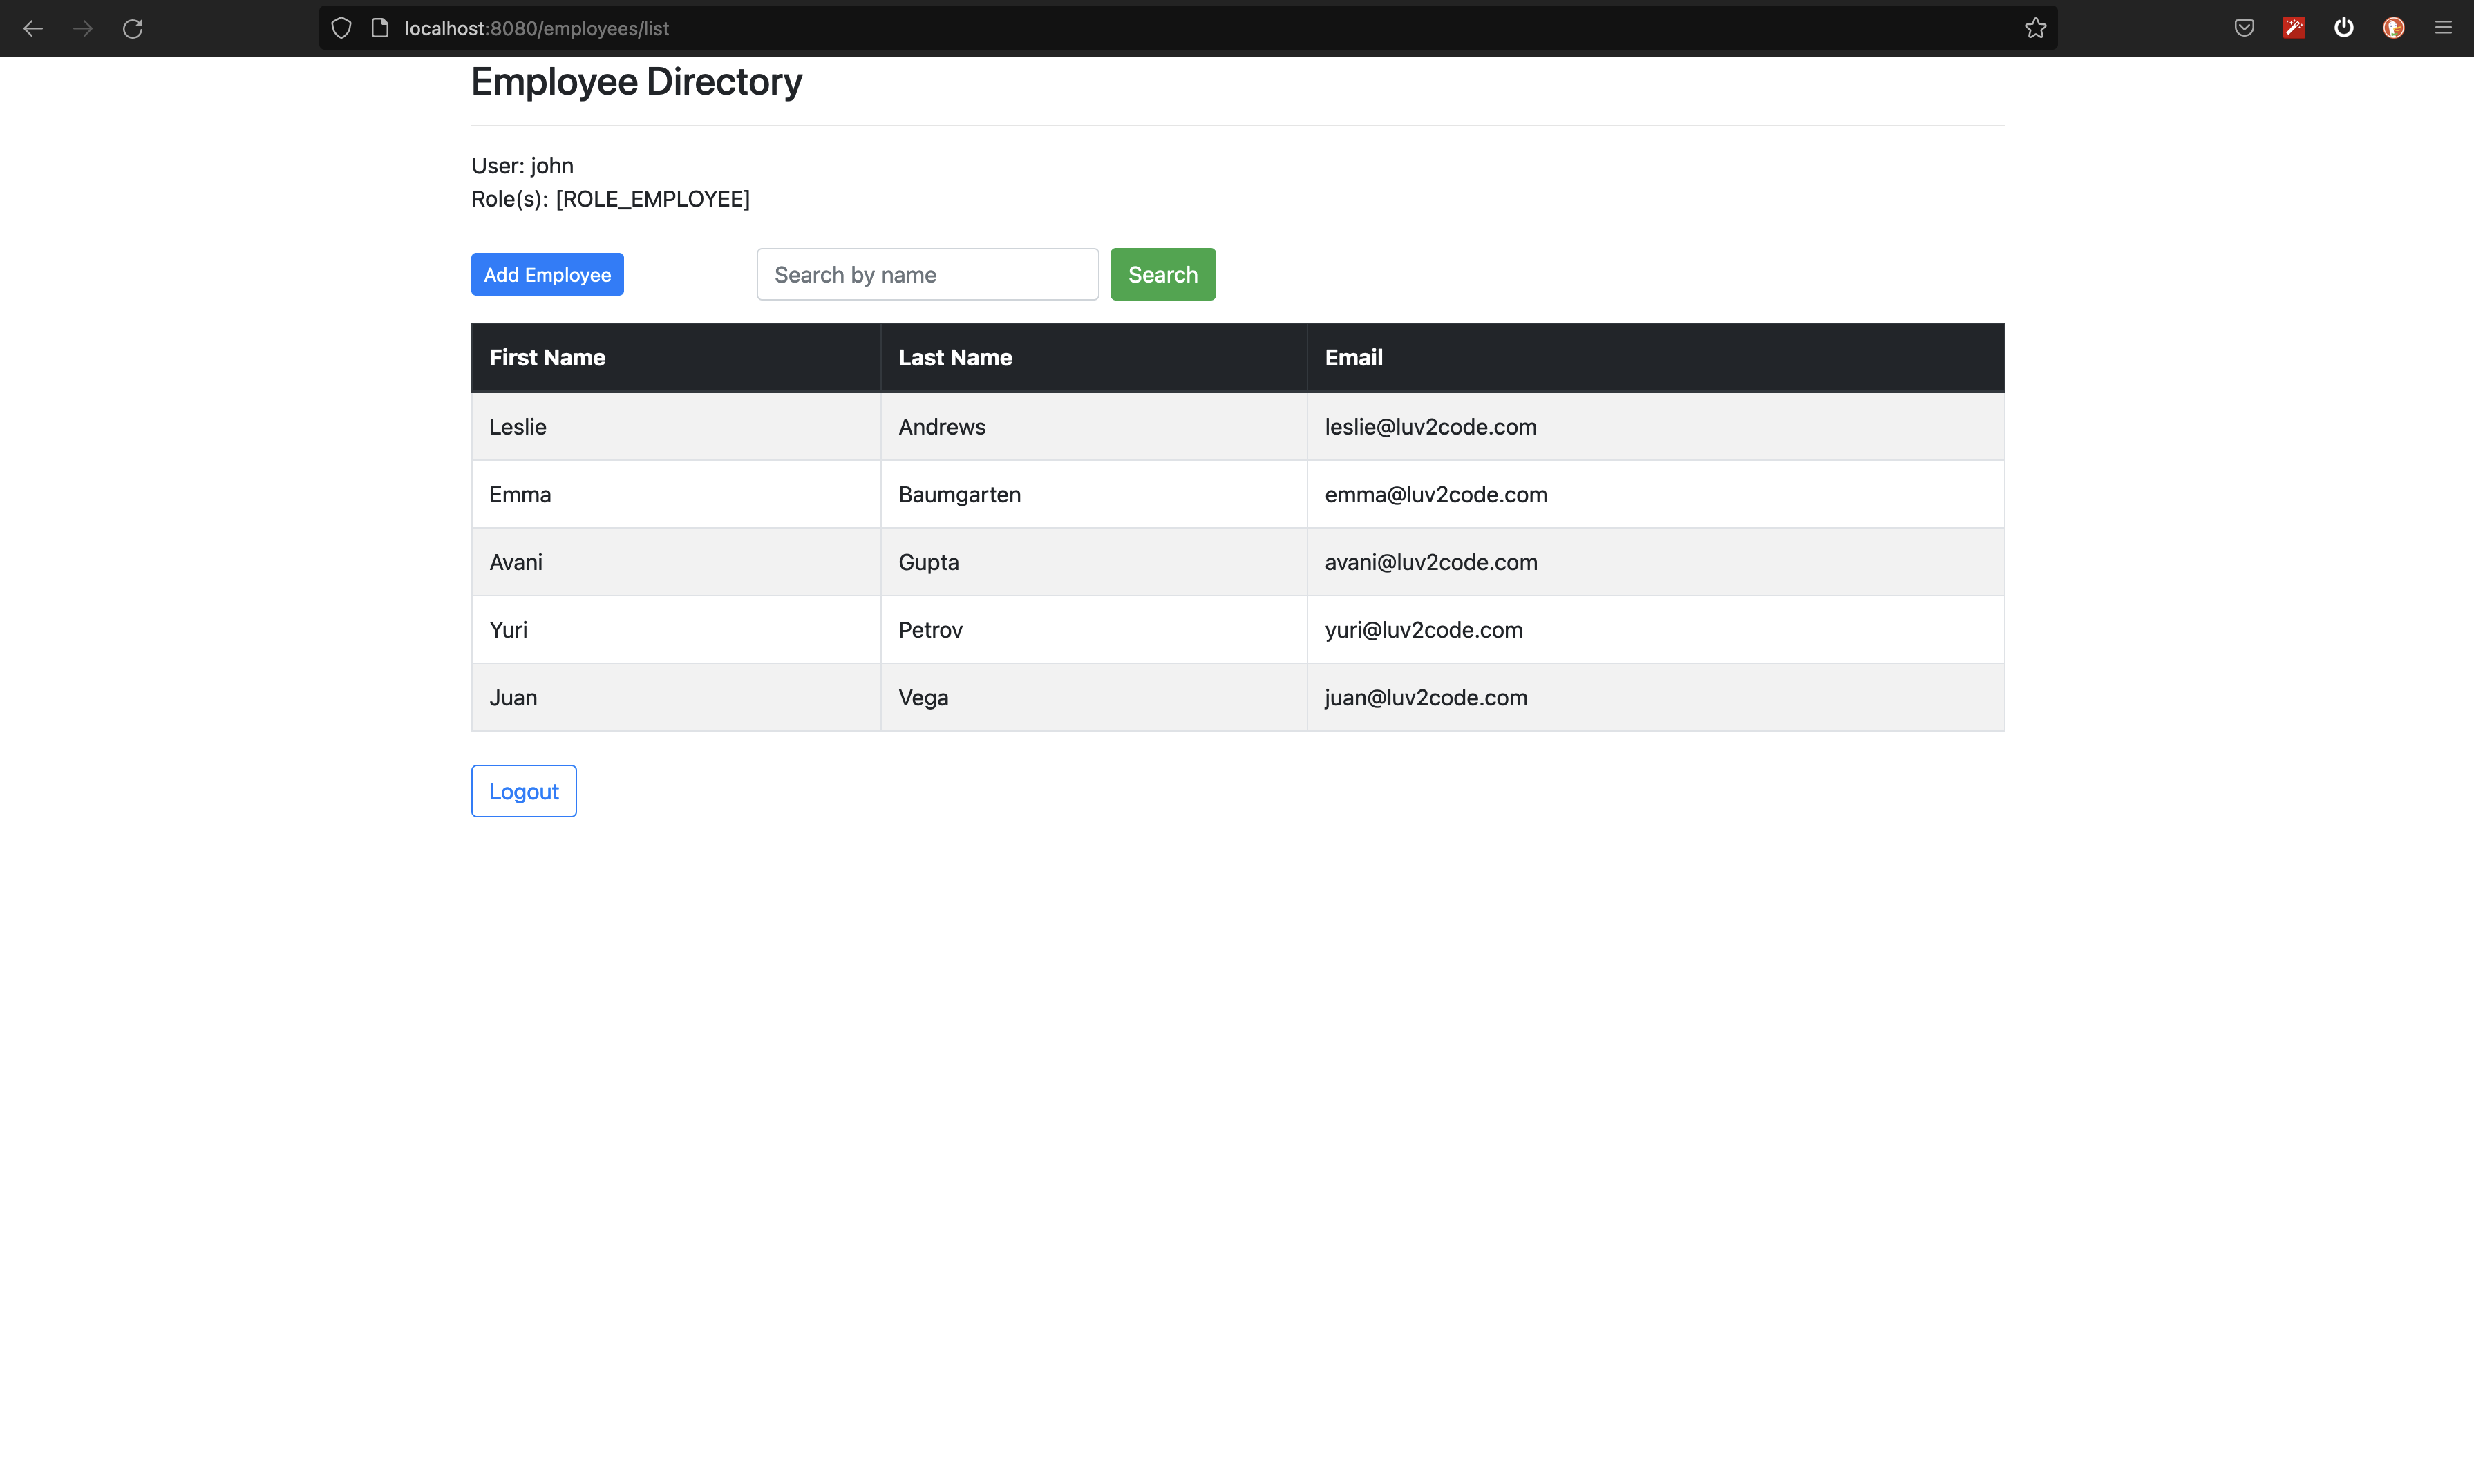 localhost:8080/employees/list
Employee Directory
User: john
Role(s): [ROLE_EMPLOYEE]
Add Employee Search by name Search
First Name Last Name Email
Leslie Andrews leslie@luv2code.com
Emma Baumgarten emma@luv2code.com
Avani Gupta avani@luv2code.com
Yuri Petrov yuri@luv2code.com
Juan Vega juan@luv2code.com
Logout